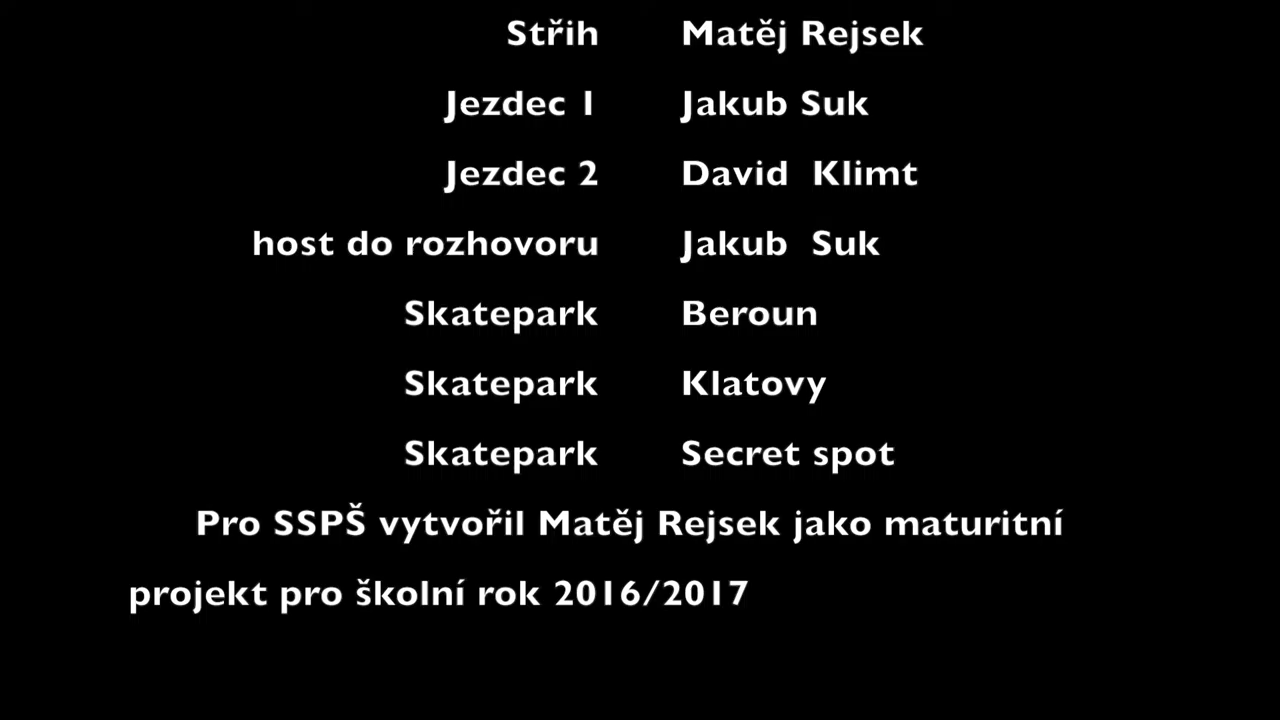 Střih Matěj Rejsek
Jezdec 1 Jakub Suk
Jezdec 2 David Klimt
host do rozhovoru Jakub Suk
Skatepark Beroun
Skatepark Klatovy
Skatepark Secret spot
Pro SSPŠ vytvořil Matěj Rejsek jako maturitní
projekt pro školní rok 2016/2017